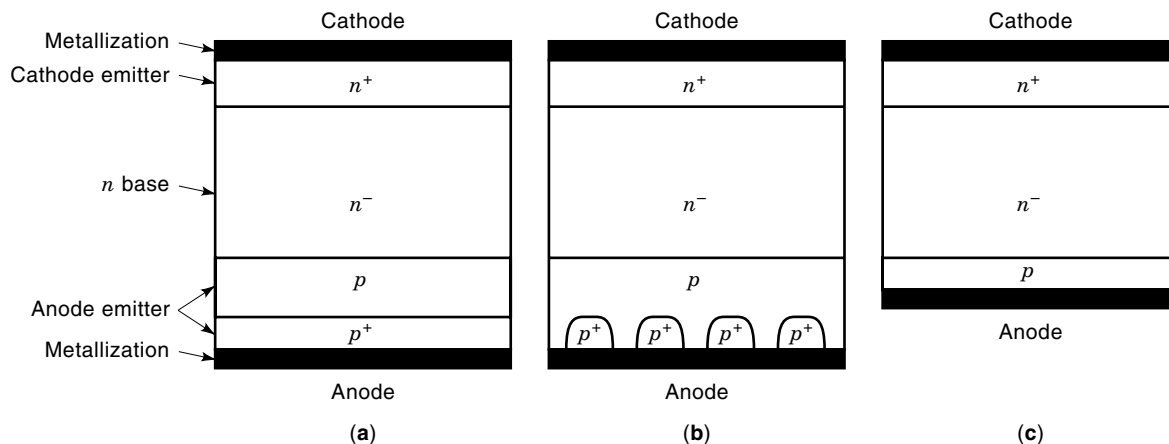 Cathode
Metallization
Cathode emitter
n+
n base
n−
p
Anode emitter
p+
Metallization
Anode
(a)
Cathode
n+
n−
p
p+ p+ p+ p+
Anode
(b)
Cathode
n+
n−
p
Anode
(c)